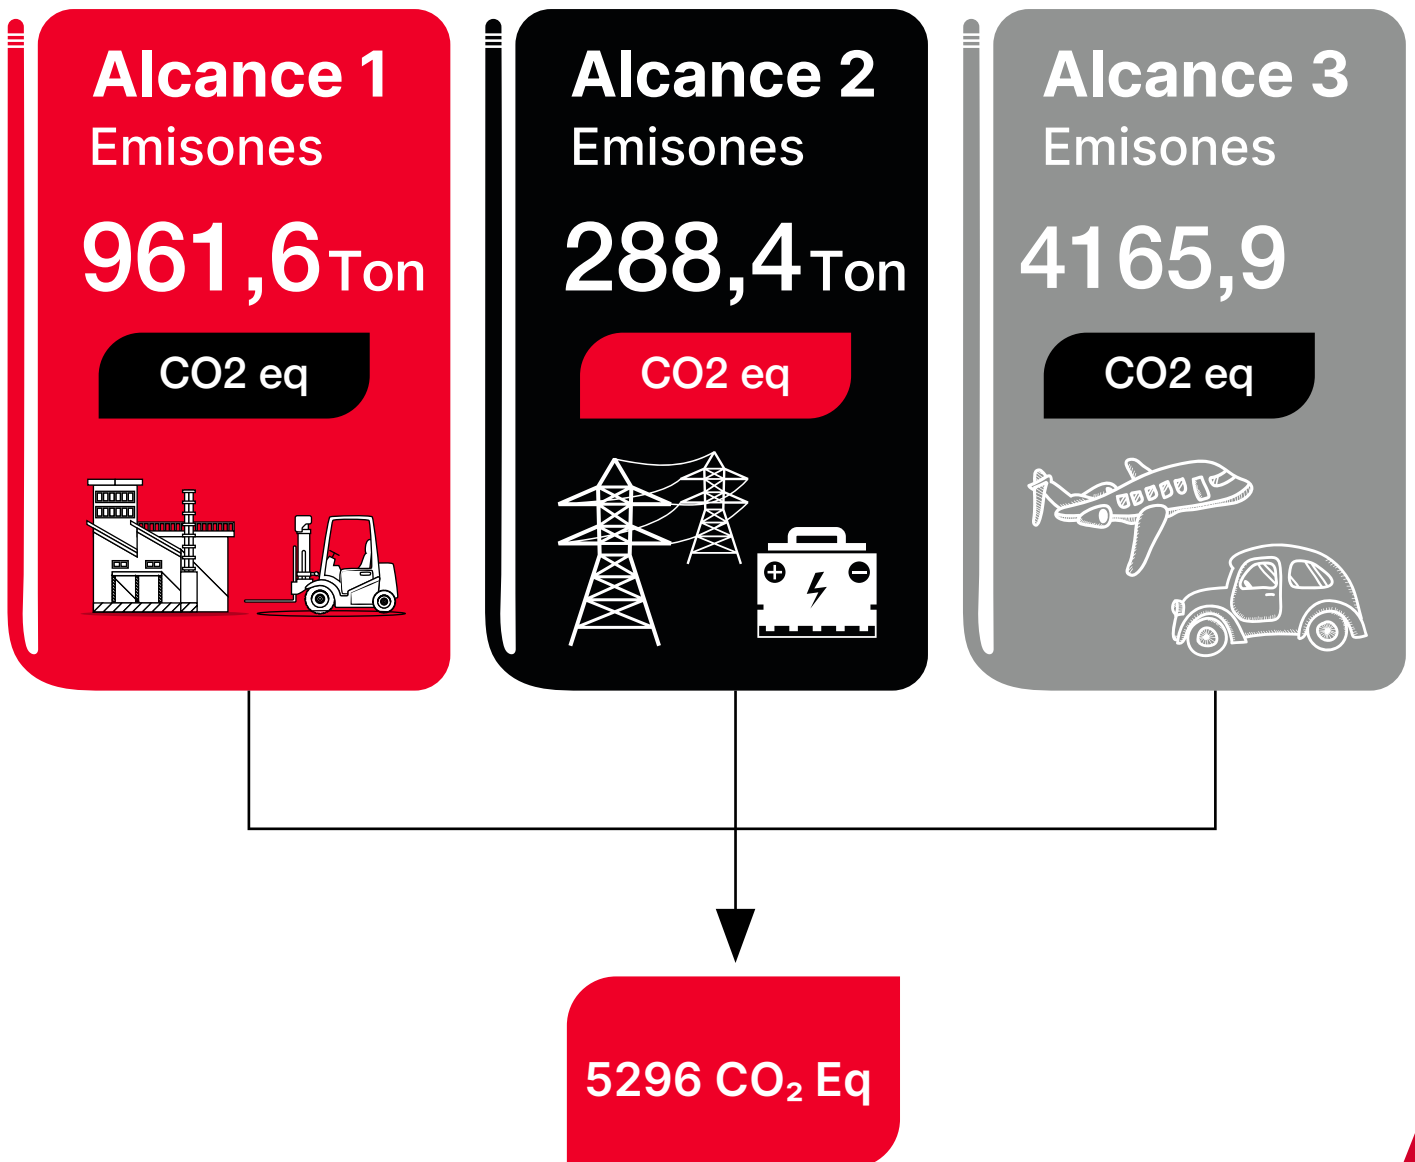 Alcance 1
Emisones
961,6 Ton
CO2 eq
Alcance 2
Emisones
288,4 Ton
CO2 eq
Alcance 3
Emisones
4165,9
CO2 eq
5296 CO₂ Eq